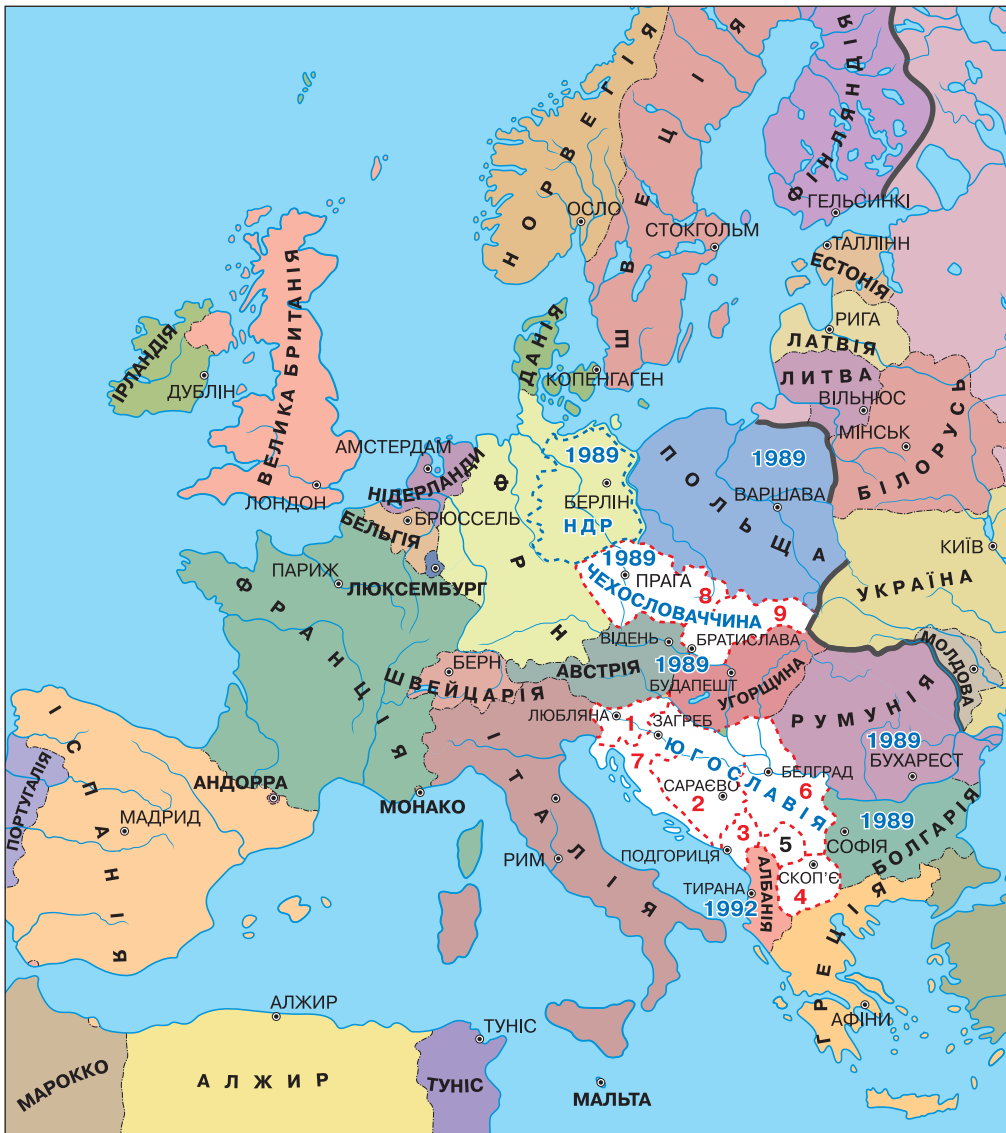 НОРВЕГІЯ
ШВЕЦІЯ
ФІНЛЯНДІЯ
ОСЛО
СТОКГОЛЬМ
ГЕЛЬСИНКІ
ТАЛЛІНН
ЕСТОНІЯ
РИГА
ЛАТВІЯ
ЛИТВА
ВІЛЬНЮС
МІНСЬК
БІЛОРУСЬ
ІРЛАНДІЯ
ДУБЛІН
ВЕЛИКА БРИТАНІЯ
ЛОНДОН
ДАНІЯ
КОПЕНГАГЕН
АМСТЕРДАМ
НІДЕРЛАНДИ
БРЮССЕЛЬ
БЕЛЬГІЯ
ЛЮКСЕМБУРГ
ФРН
1989
БЕРЛІН
НДР
ПОЛЬЩА
1989
ВАРШАВА
КИЇВ
УКРАЇНА
МОЛДОВА
ПАРИЖ
ФРАНЦІЯ
1989
ПРАГА
ЧЕХОСЛОВАЧЧИНА
8
9
ВІДЕНЬ
БРАТИСЛАВА
АВСТРІЯ
1989
БУДАПЕШТ
УГОРЩИНА
БЕРН
ШВЕЙЦАРІЯ
РУМУНІЯ
1989
БУХАРЕСТ
ЛЮБЛЯНА
1
ЗАГРЕБ
7
ЮГОСЛАВІЯ
БЕЛГРАД
САРАЄВО
2
6
3
5
ПОДГОРИЦЯ
СКОП'Є
4
1989
СОФІЯ
БОЛГАРІЯ
ТИРАНА
1992
АЛБАНІЯ
ІТАЛІЯ
РИМ
МОНАКО
АНДОРРА
ІСПАНІЯ
МАДРИД
ПОРТУГАЛІЯ
ГРЕЦІЯ
АФІНИ
МАРОККО
АЛЖИР
АЛЖИР
ТУНІС
ТУНІС
МАЛЬТА